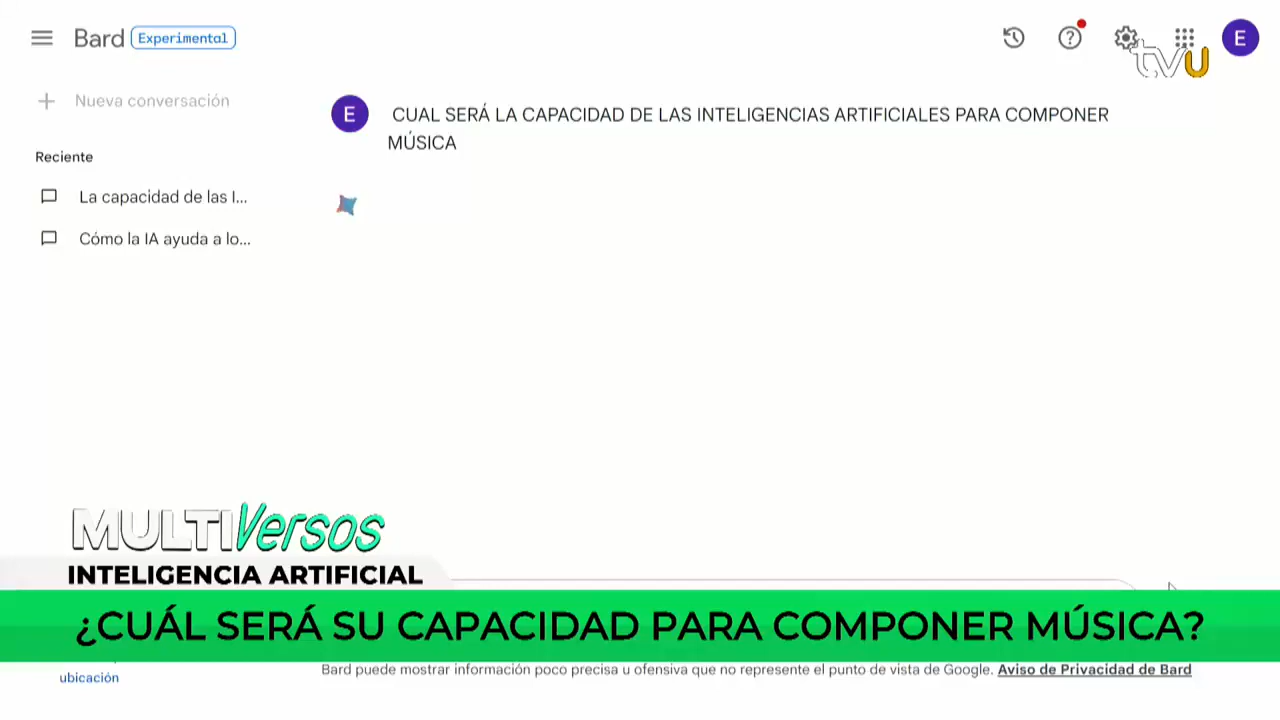 Bard Experimental
E
tvu
Nueva conversación
E CUAL SERÁ LA CAPACIDAD DE LAS INTELIGENCIAS ARTIFICIALES PARA COMPONER
MÚSICA
Reciente
La capacidad de las I...
Cómo la IA ayuda a lo...
MULTIVersos
INTELIGENCIA ARTIFICIAL
¿CUÁL SERÁ SU CAPACIDAD PARA COMPONER MÚSICA?
Bard puede mostrar información poco precisa u ofensiva que no represente el punto de vista de Google. Aviso de Privacidad de Bard
ubicación